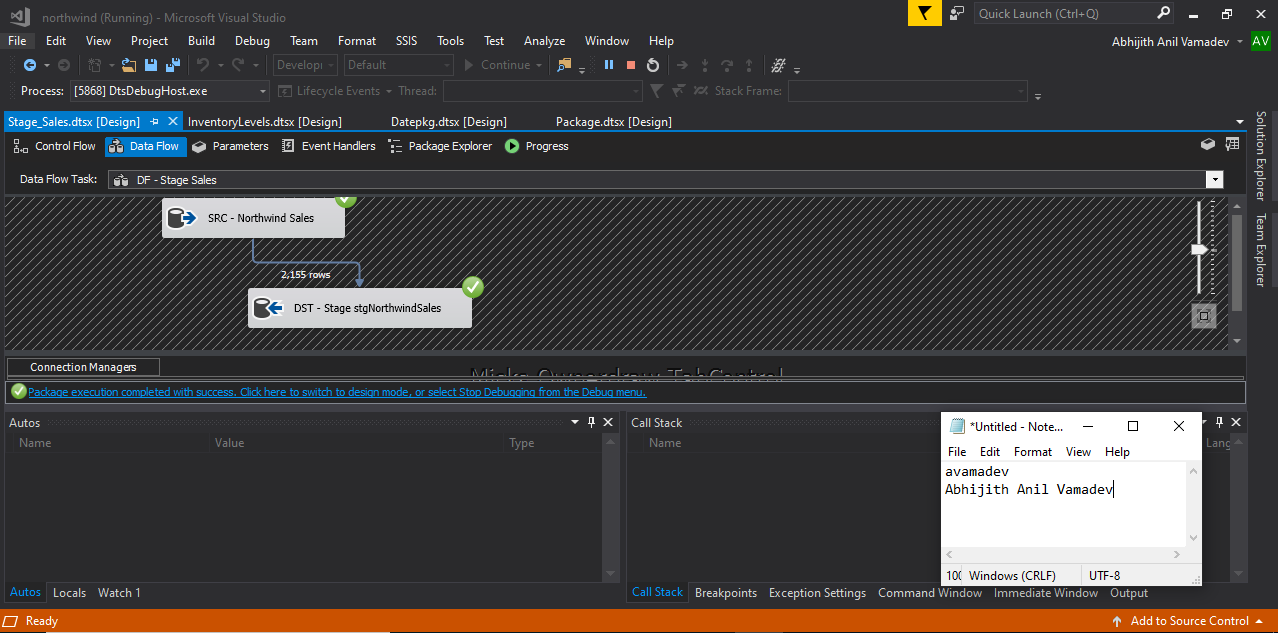 northwind (Running) - Microsoft Visual Studio
Quick Launch (Ctrl+Q)
File Edit View Project Build Debug Team Format SSIS Tools Test Analyze Window Help
Abhijith Anil Vamadev AV
Default Continue
Process: [5868] DtsDebugHost.exe Lifecycle Events Thread: Stack Frame:
Stage_Sales.dtsx [Design] InventoryLevels.dtsx [Design] Datepkg.dtsx [Design] Package.dtsx [Design]
Control Flow Data Flow Parameters Event Handlers Package Explorer Progress
Data Flow Task: DF - Stage Sales
SRC - Northwind Sales
2,155 rows
DST - Stage stgNorthwindSales
Solution Explorer
Team Explorer
Connection Managers
Package execution completed with success. Click here to switch to design mode, or select Stop Debugging from the Debug menu.
Autos
Name Value Type
Call Stack
Name Lang
*Untitled - Note...
File Edit Format View Help
avamadev
Abhijith Anil Vamadev
Windows (CRLF) UTF-8
Autos Locals Watch 1
Call Stack Breakpoints Exception Settings Command Window Immediate Window Output
Ready
Add to Source Control